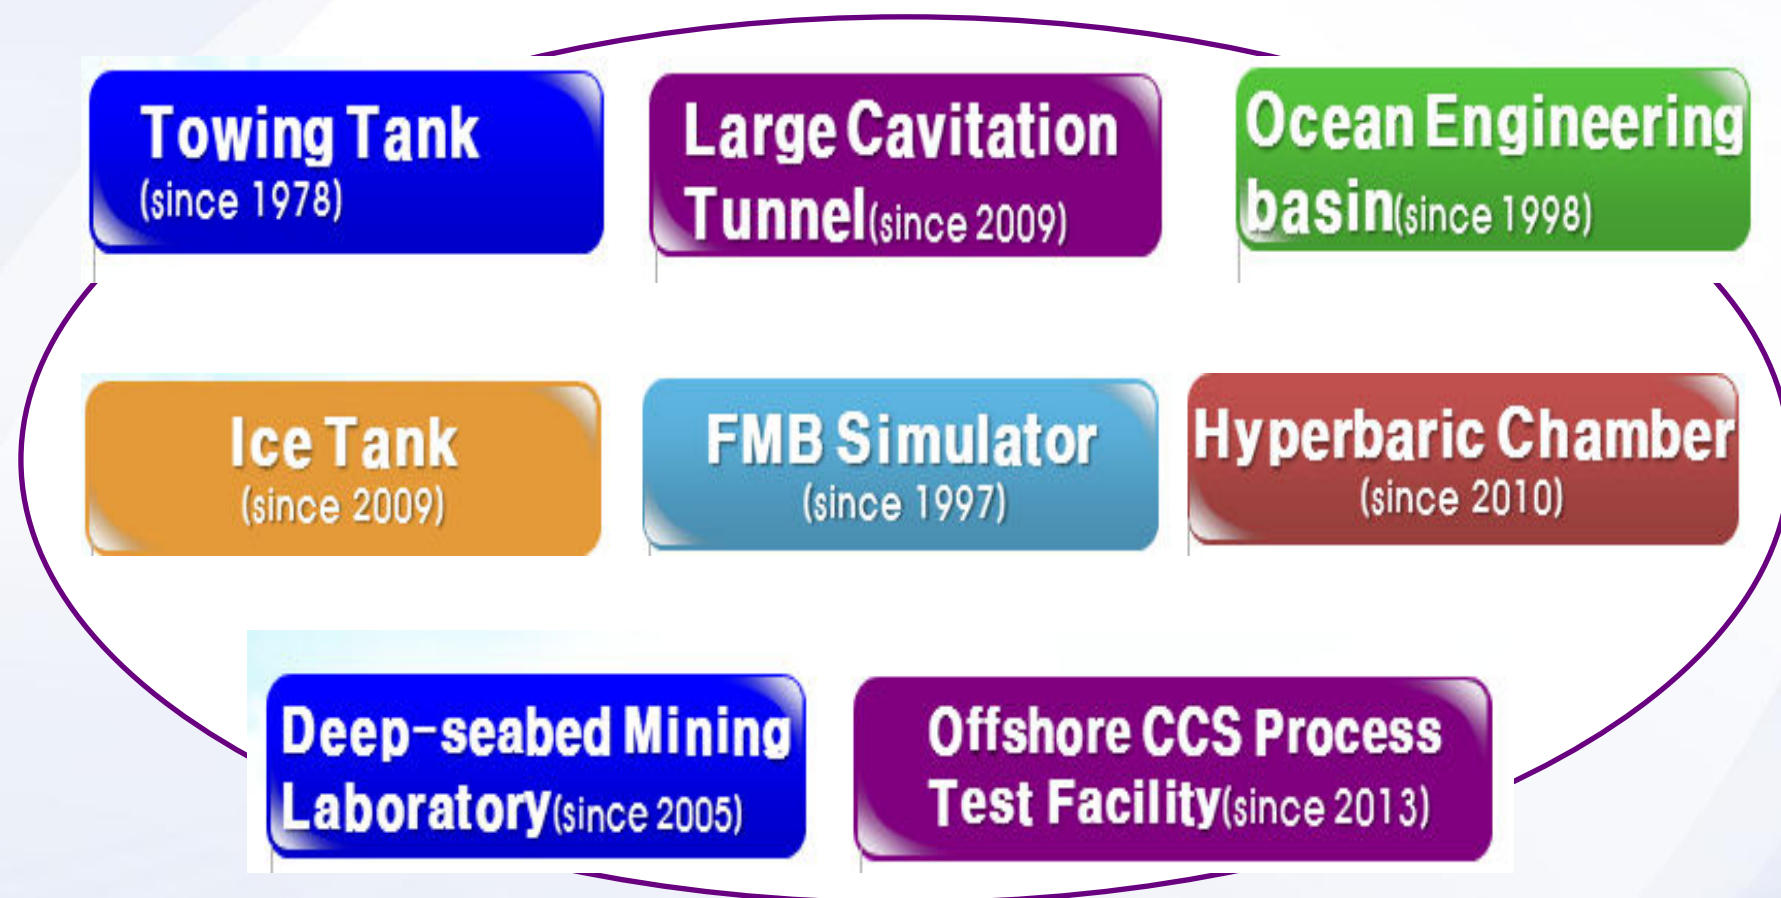 Towing Tank
(since 1978)
Large Cavitation
Tunnel(since 2009)
Ocean Engineering
basin(since 1998)
Ice Tank
(since 2009)
FMB Simulator
(since 1997)
Hyperbaric Chamber
(since 2010)
Deep-seabed Mining
Laboratory(since 2005)
Offshore CCS Process
Test Facility(since 2013)